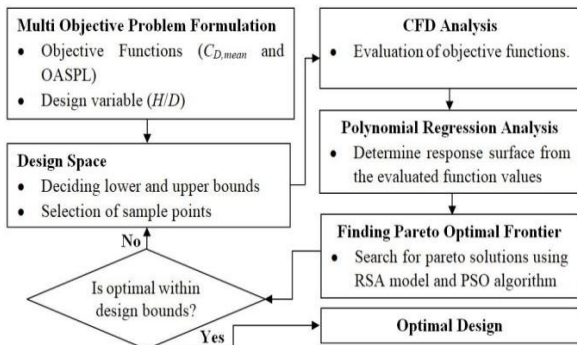 Multi Objective Problem Formulation
• Objective Functions (C_D,mean and
OASPL)
• Design variable (H/D)
Design Space
• Deciding lower and upper bounds
• Selection of sample points
No
Is optimal within
design bounds?
Yes
CFD Analysis
• Evaluation of objective functions.
Polynomial Regression Analysis
• Determine response surface from
the evaluated function values
Finding Pareto Optimal Frontier
• Search for pareto solutions using
RSA model and PSO algorithm
Optimal Design